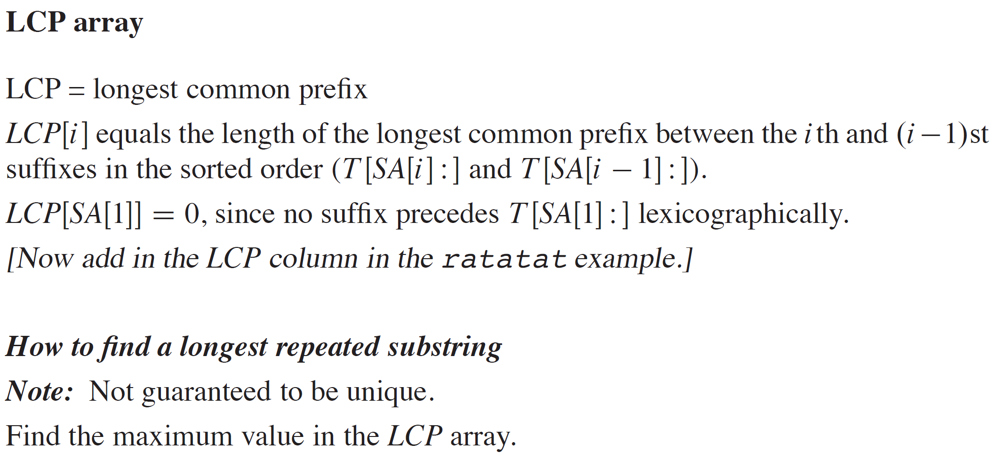 LCP array
LCP = longest common prefix
LCP[i] equals the length of the longest common prefix between the ith and (i − 1)st
suffixes in the sorted order (T[SA[i]:] and T[SA[i − 1]:]).
LCP[SA[1]] = 0, since no suffix precedes T[SA[1]:] lexicographically.
[Now add in the LCP column in the ratatat example.]
How to find a longest repeated substring
Note: Not guaranteed to be unique.
Find the maximum value in the LCP array.